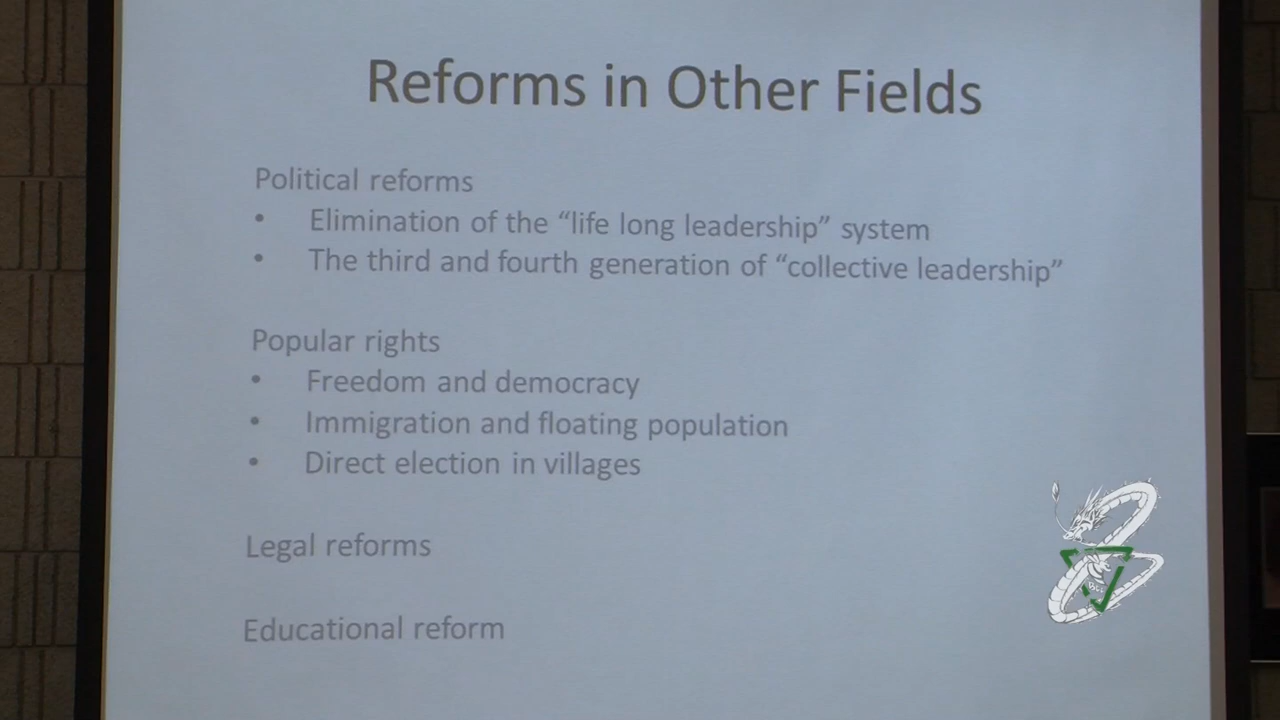 Reforms in Other Fields
Political reforms
• Elimination of the “life long leadership” system
• The third and fourth generation of “collective leadership”
Popular rights
• Freedom and democracy
• Immigration and floating population
• Direct election in villages
Legal reforms
Educational reform